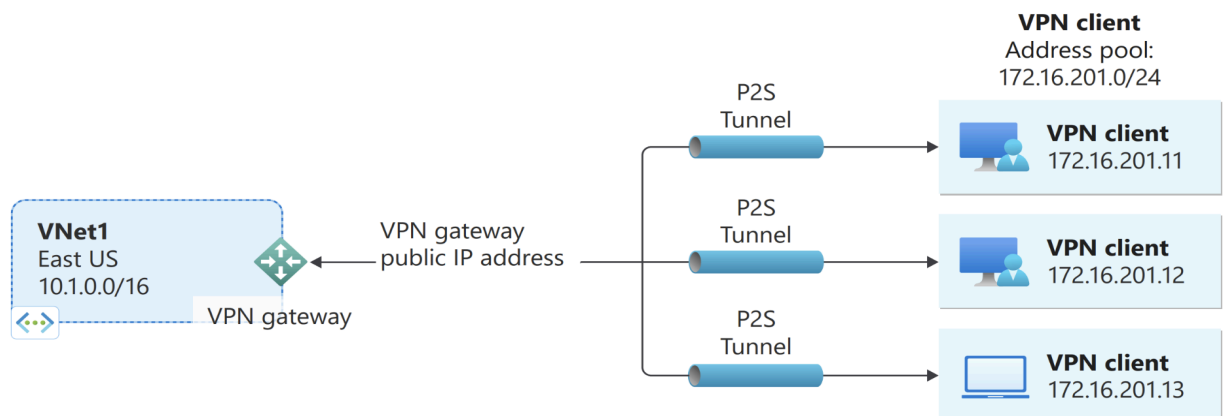 VNet1
East US
10.1.0.0/16
VPN gateway
VPN gateway
public IP address
P2S
Tunnel
P2S
Tunnel
P2S
Tunnel
VPN client
Address pool:
172.16.201.0/24
VPN client
172.16.201.11
VPN client
172.16.201.12
VPN client
172.16.201.13